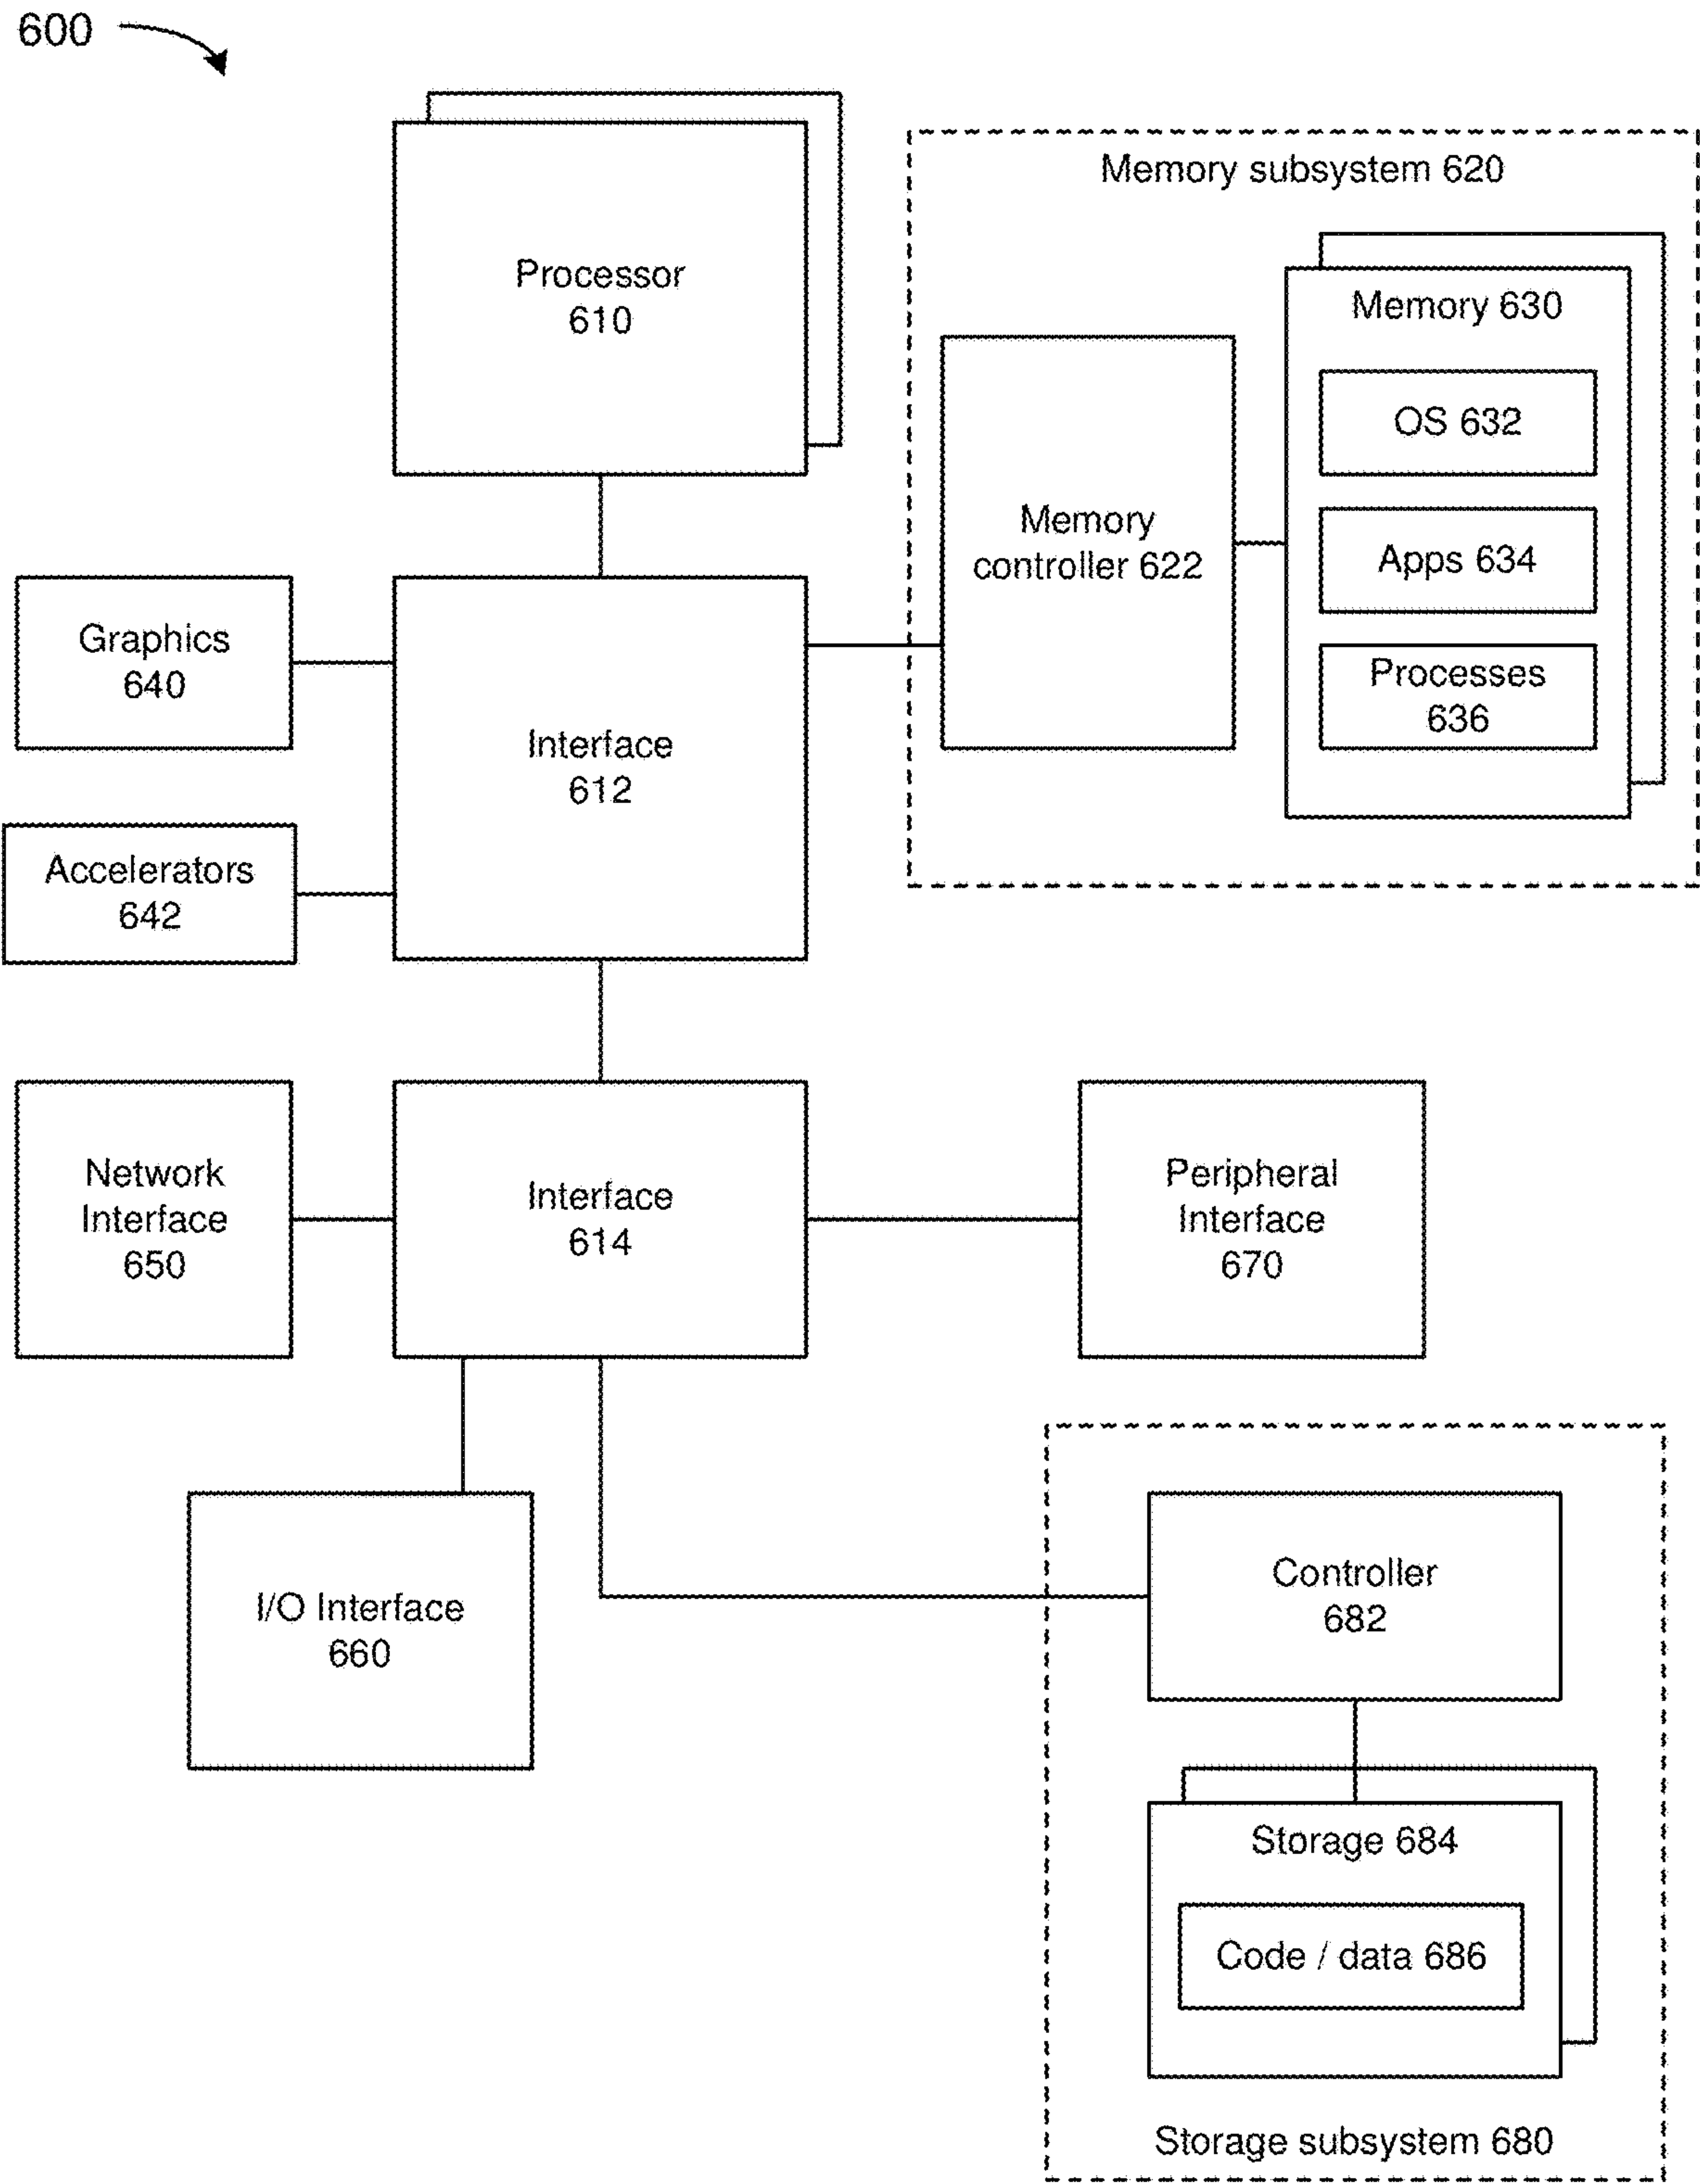 600
Processor
610
Memory subsystem 620
Memory 630
OS 632
Apps 634
Processes
636
Memory
controller 622
Graphics
640
Interface
612
Accelerators
642
Network
Interface
650
Interface
614
Peripheral
Interface
670
I/O Interface
660
Controller
682
Storage 684
Code / data 686
Storage subsystem 680